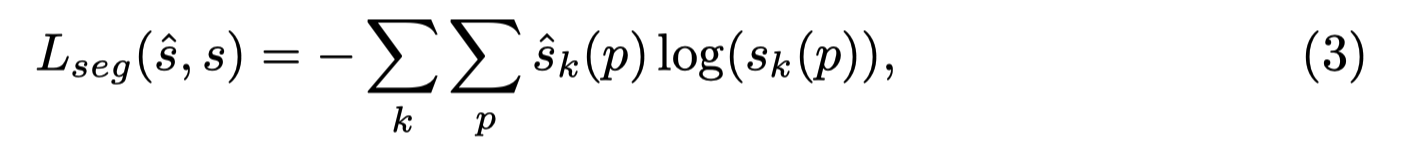 L_{seg}(\hat{s}, s) = -\sum_{k}\sum_{p} \hat{s}_k(p) \log(s_k(p)), (3)